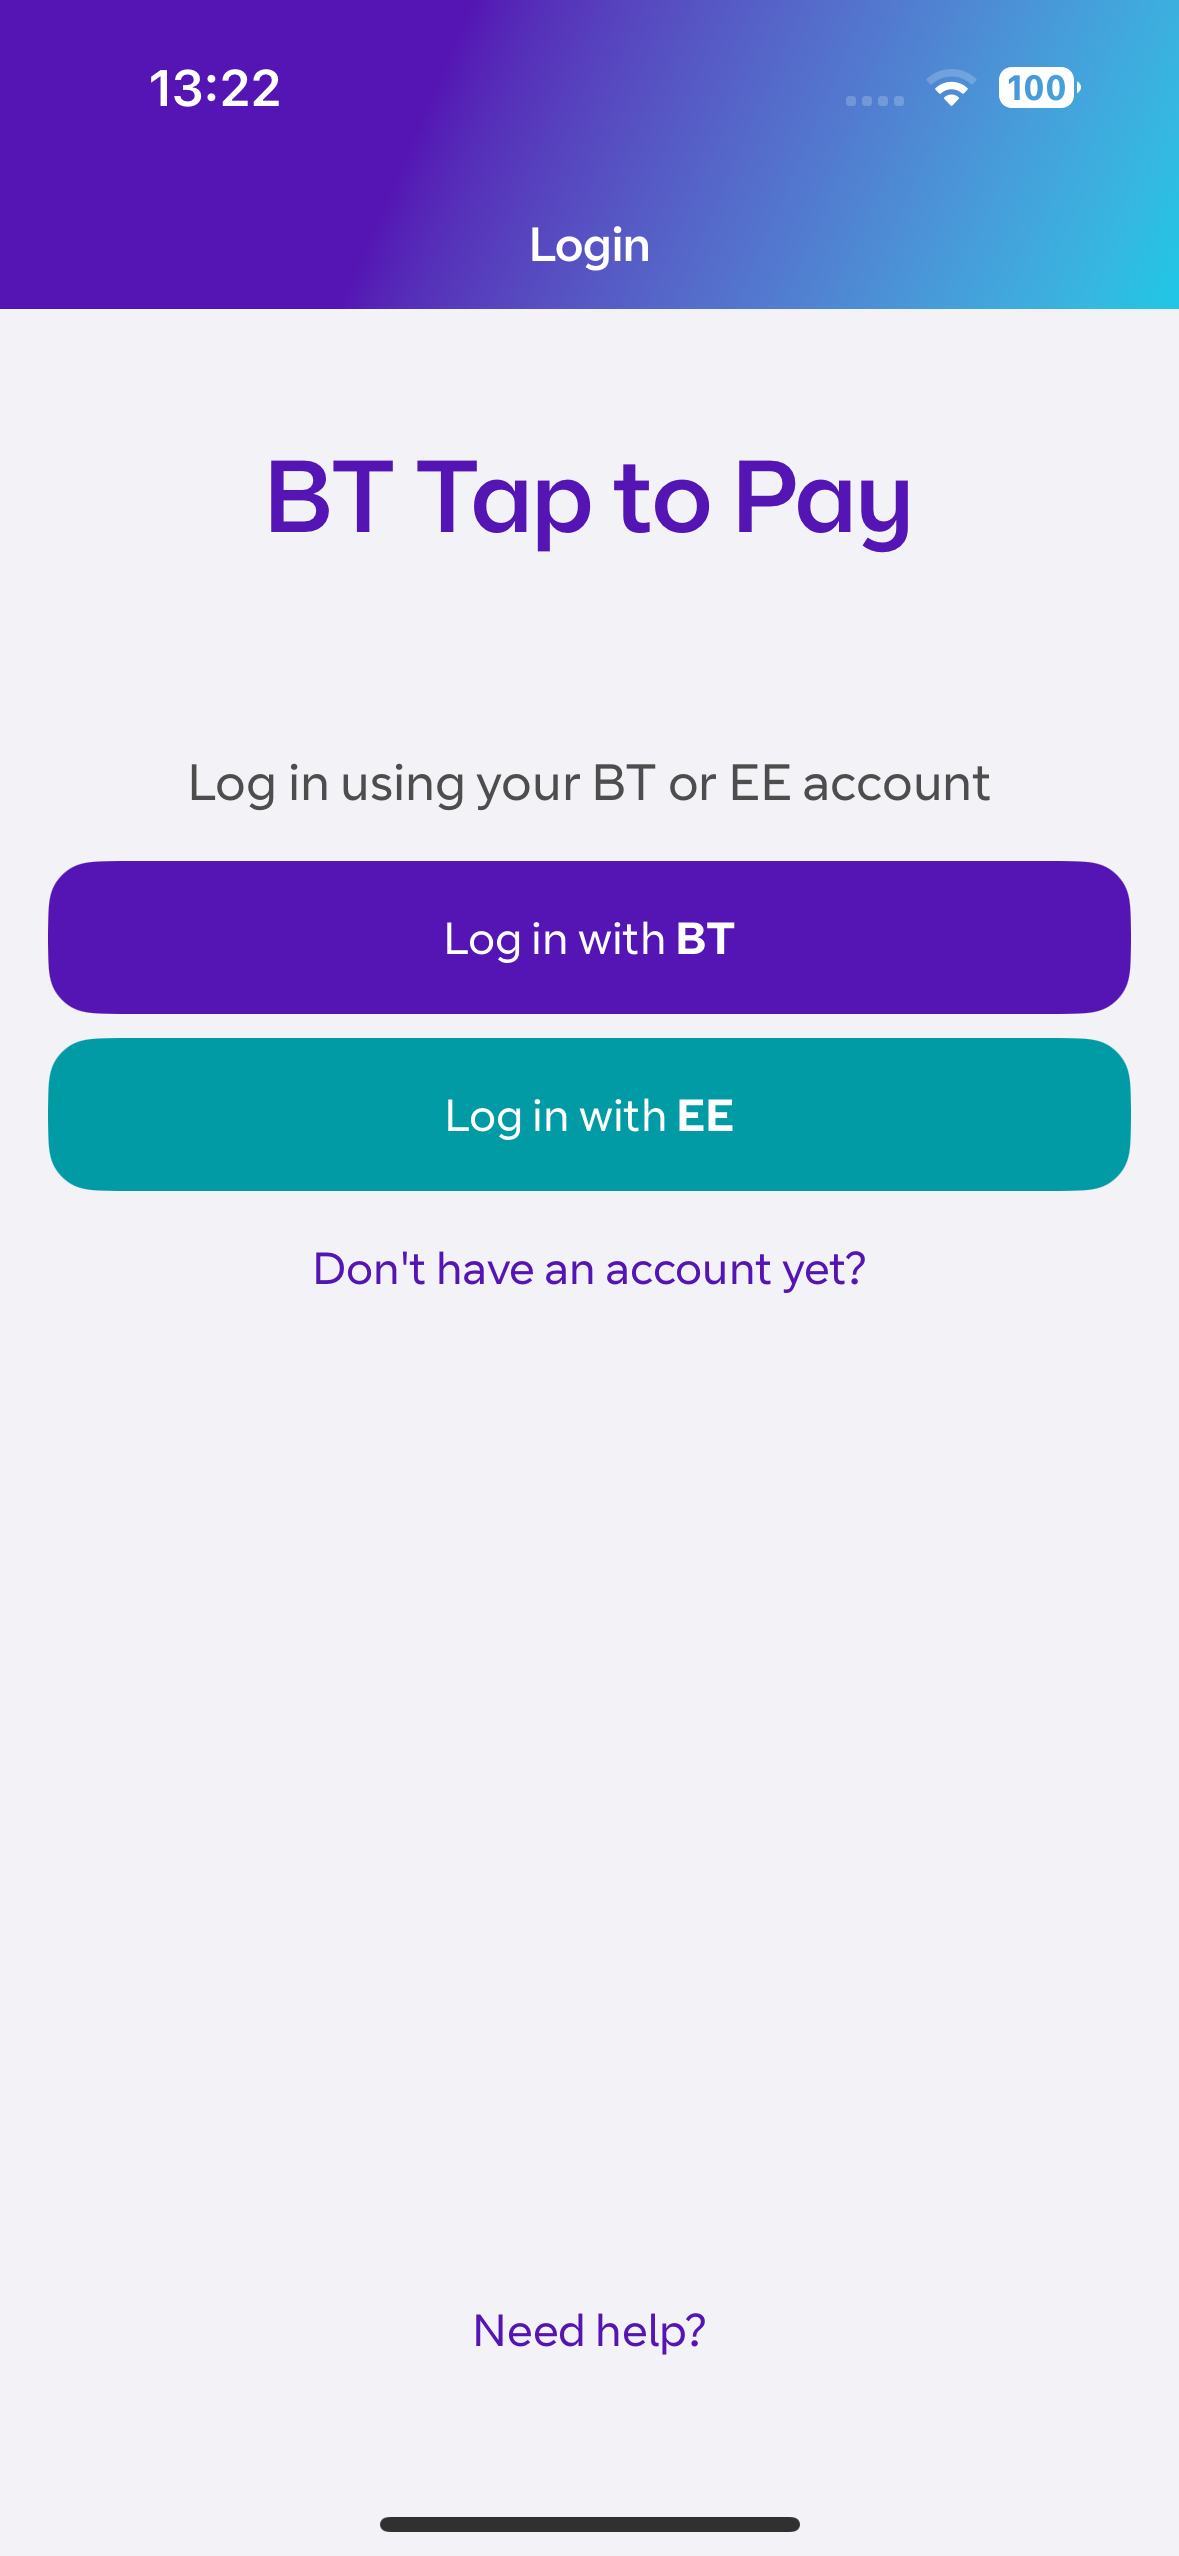 13:22
100
Login
BT Tap to Pay
Log in using your BT or EE account
Log in with BT
Log in with EE
Don't have an account yet?
Need help?